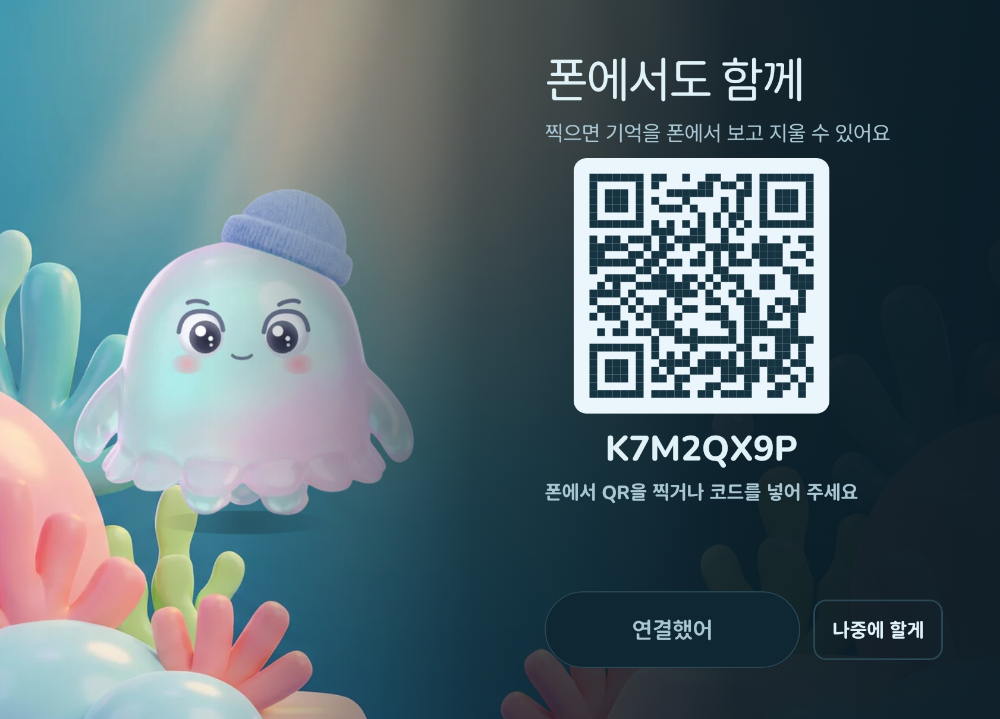 폰에서도 함께
찍으면 기억을 폰에서 보고 지울 수 있어요
K7M2QX9P
폰에서 QR을 찍거나 코드를 넣어 주세요
연결했어
나중에 할게